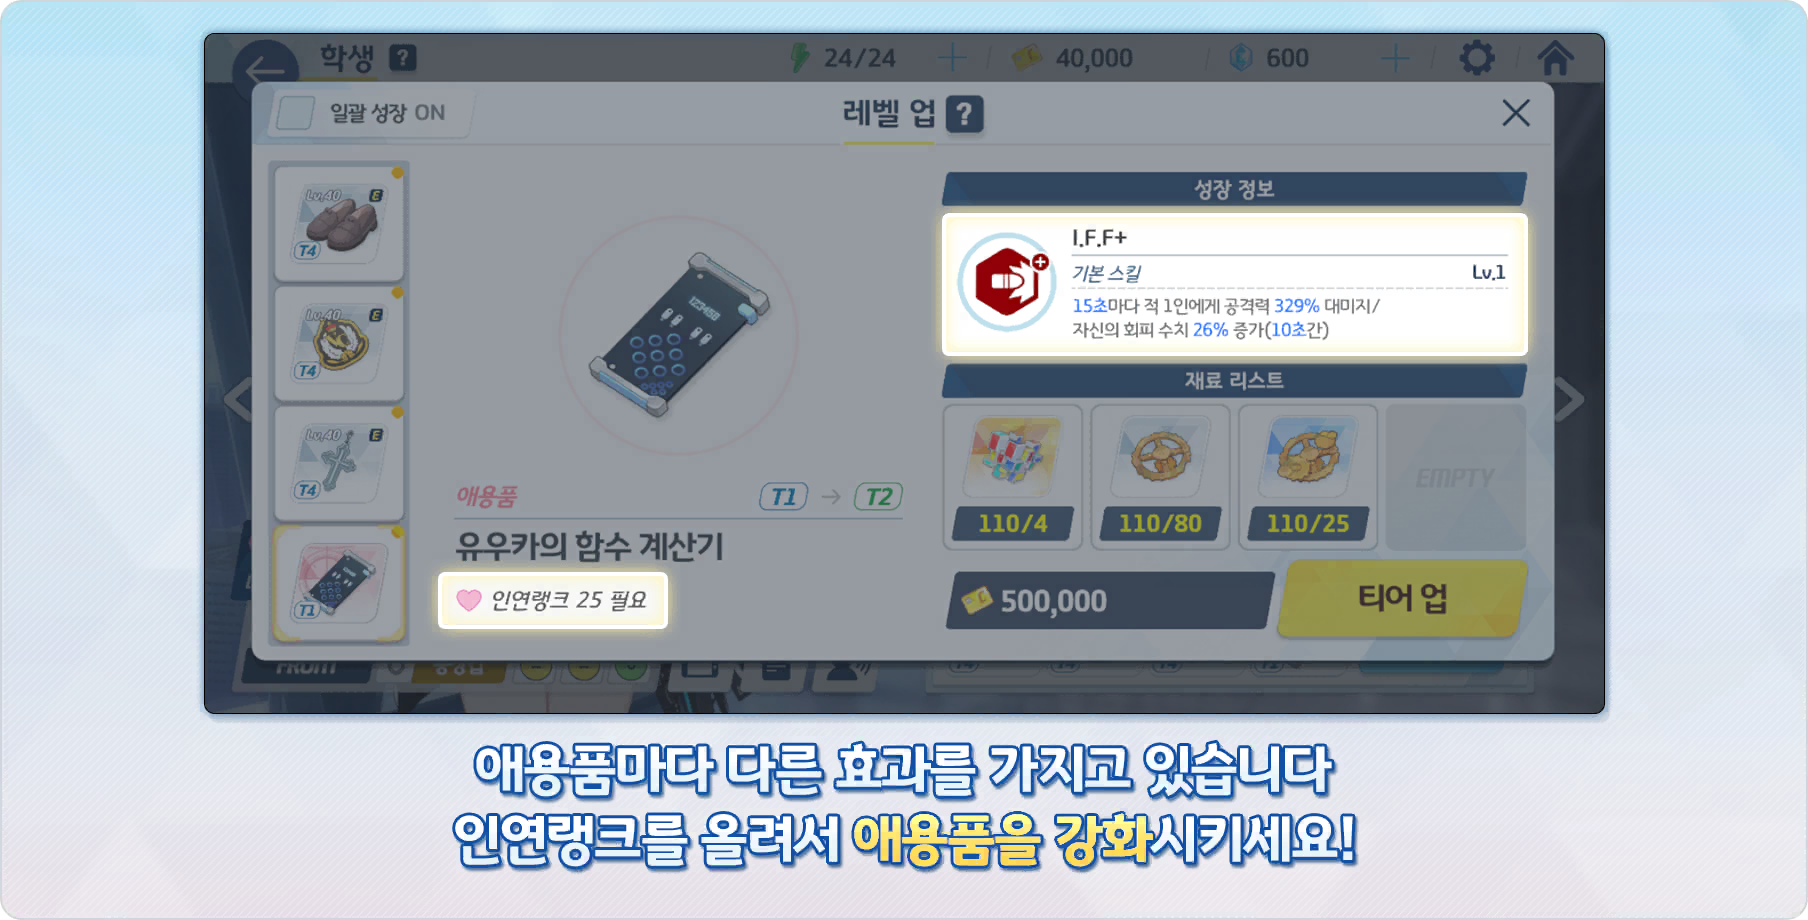 학생 ?
24/24
40,000
600
일괄 성장 ON
레벨 업 ?
Lv.40 E
T4
Lv.40 E
T4
Lv.40 E
T4
T1
애용품
T1 → T2
유우카의 함수 계산기
인연랭크 25 필요
성장 정보
I.F.F+
기본 스킬 Lv.1
15초마다 적 1인에게 공격력 329% 대미지/
자신의 회피 수치 26% 증가(10초간)
재료 리스트
110/4
110/80
110/25
EMPTY
500,000
티어 업
FRONT
애용품마다 다른 효과를 가지고 있습니다
인연랭크를 올려서 애용품을 강화시키세요!